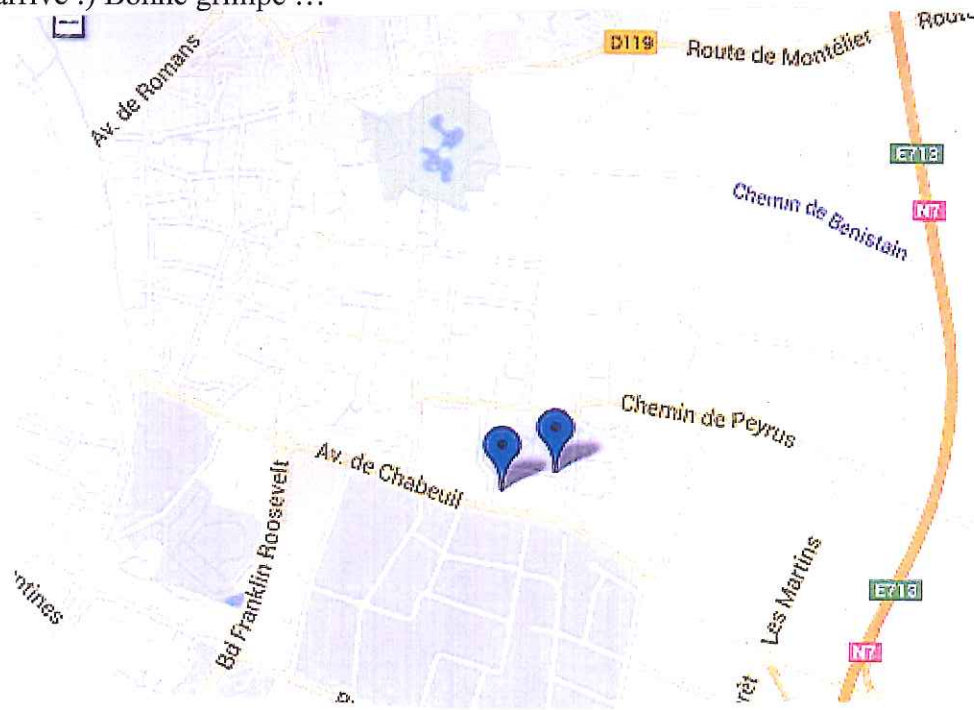 :) Bonne grimpe ...
Route
D119
Route de Montélier
Av. de Romans
E713
N7
Chemin de Benistain
Chemin de Peyrus
Av. de Chabeuil
Bd Franklin Roosevelt
Les Martins
E713
N7